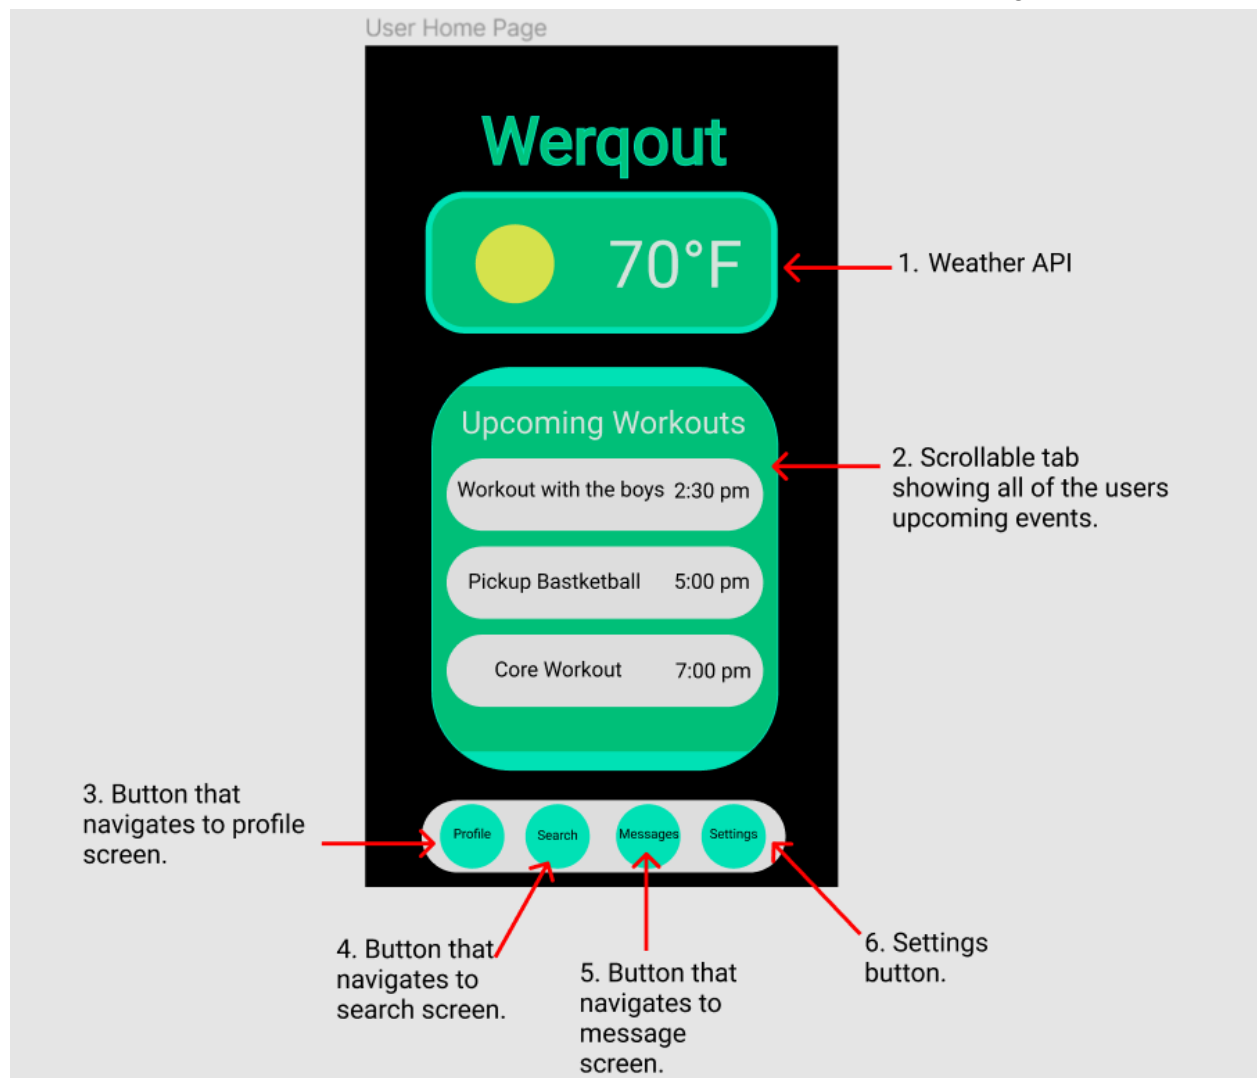 User Home Page
Werqout
70°F
1. Weather API
Upcoming Workouts
Workout with the boys 2:30 pm
Pickup Bastketball 5:00 pm
Core Workout 7:00 pm
2. Scrollable tab
showing all of the users
upcoming events.
3. Button that
navigates to profile
screen.
Profile
Search
Messages
Settings
4. Button that
navigates to
search screen.
5. Button that
navigates to
message
screen.
6. Settings
button.